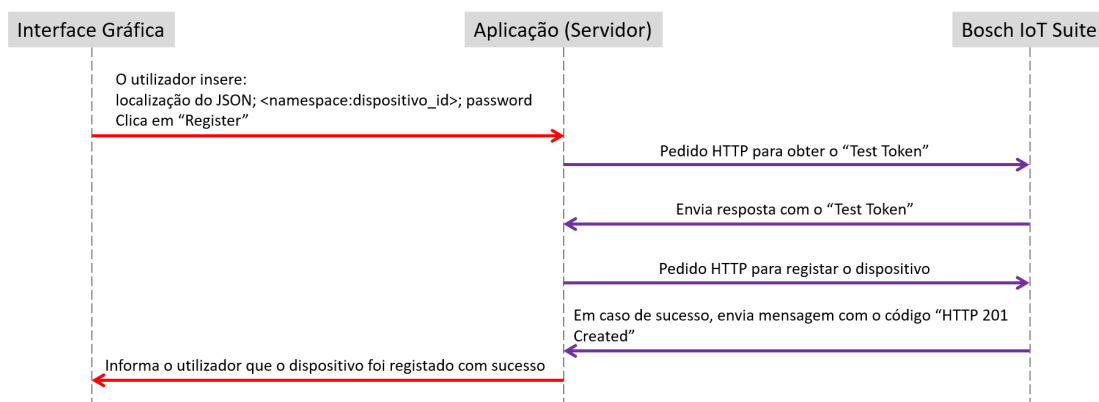 Interface Gráfica
Aplicação (Servidor)
Bosch IoT Suite
O utilizador insere:
localização do JSON; <namespace:dispositivo_id>; password
Clica em “Register”
Pedido HTTP para obter o “Test Token”
Envia resposta com o “Test Token”
Pedido HTTP para registar o dispositivo
Em caso de sucesso, envia mensagem com o código “HTTP 201
Created”
Informa o utilizador que o dispositivo foi registado com sucesso